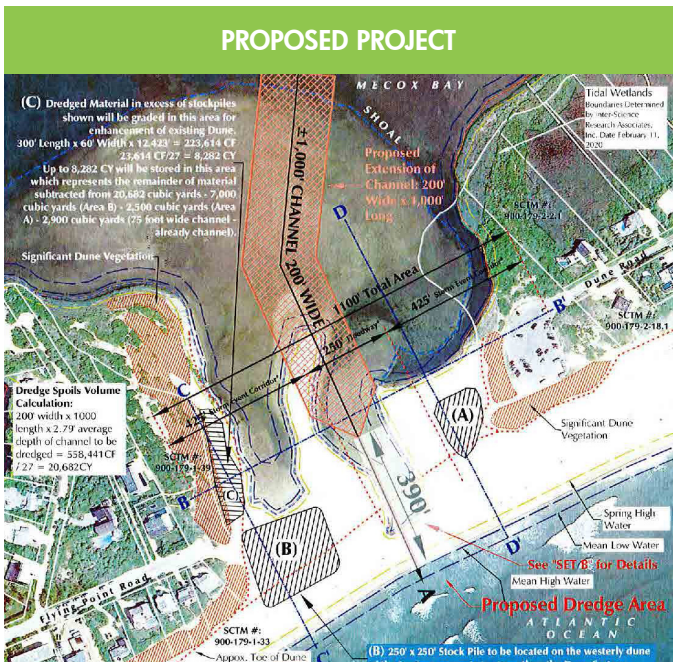 PROPOSED PROJECT
MECOX BAY
SHOAL
(C) Dredged Material in excess of stockpiles
shown will be graded in this area for
enhancement of existing Dune.
300' Length x 60' Width x 12.423' = 223,614 CF
23,614 CF/27 = 8,282 CY
Up to 8,282 CY will be stored in this area
which represents the remainder of material
subtracted from 20,682 cubic yards - 7,000
cubic yards (Area B) - 2,500 cubic yards (Area
A) - 2,900 cubic yards (75 foot wide channel -
already channel).
Tidal Wetlands
Boundaries Determined
by Inter-Science
Research Associates,
Inc. Date February 11,
2020
±1,000' CHANNEL 200' WIDE
Proposed
Extension of
Channel: 200'
Wide x 1,000'
Long
D
SCTM #:
900-179-2-2.1
Significant Dune Vegetation
1100' Total Area
425' Storm Event
250' Floodway"
Storm Event Corridor"
Dune Road
B'
SCTM #:
900-179-2-18.1
C
Dredge Spoils Volume
Calculation:
200' width x 1000
length x 2.79' average
depth of channel to be
dredged = 558,441CF
/ 27 = 20,682CY
(A)
Significant Dune
Vegetation
SCTM #:
900-179-1-39
B
C
390'
(B)
Spring High
Water
Mean Low Water
D'
See "SET B" for Details
Mean High Water
A
Flying Point Road
Proposed Dredge Area
ATLANTIC
OCEAN
SCTM #:
900-179-1-33
Appox. Toe of Dune
(B) 250' x 250' Stock Pile to be located on the westerly dune